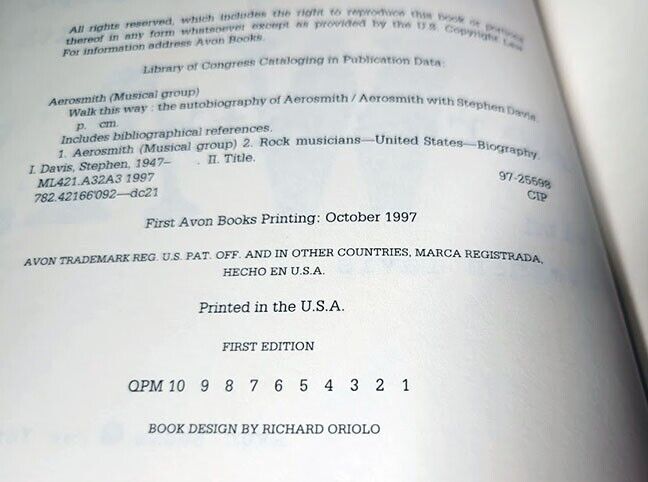 All rights reserved, which includes the right to reproduce this book or portions
thereof in any form whatsoever except as provided by the U.S. Copyright Law.
For information address Avon Books.
Library of Congress Cataloging in Publication Data:
Aerosmith (Musical group)
Walk this way : the autobiography of Aerosmith / Aerosmith with Stephen Davis.
p. cm.
Includes bibliographical references.
1. Aerosmith (Musical group) 2. Rock musicians—United States—Biography.
I. Davis, Stephen, 1947– . II. Title.
ML421.A32A3 1997 97-25598
782.42166'092—dc21 CIP
First Avon Books Printing: October 1997
AVON TRADEMARK REG. U.S. PAT. OFF. AND IN OTHER COUNTRIES, MARCA REGISTRADA,
HECHO EN U.S.A.
Printed in the U.S.A.
FIRST EDITION
QPM 10 9 8 7 6 5 4 3 2 1
BOOK DESIGN BY RICHARD ORIOLO